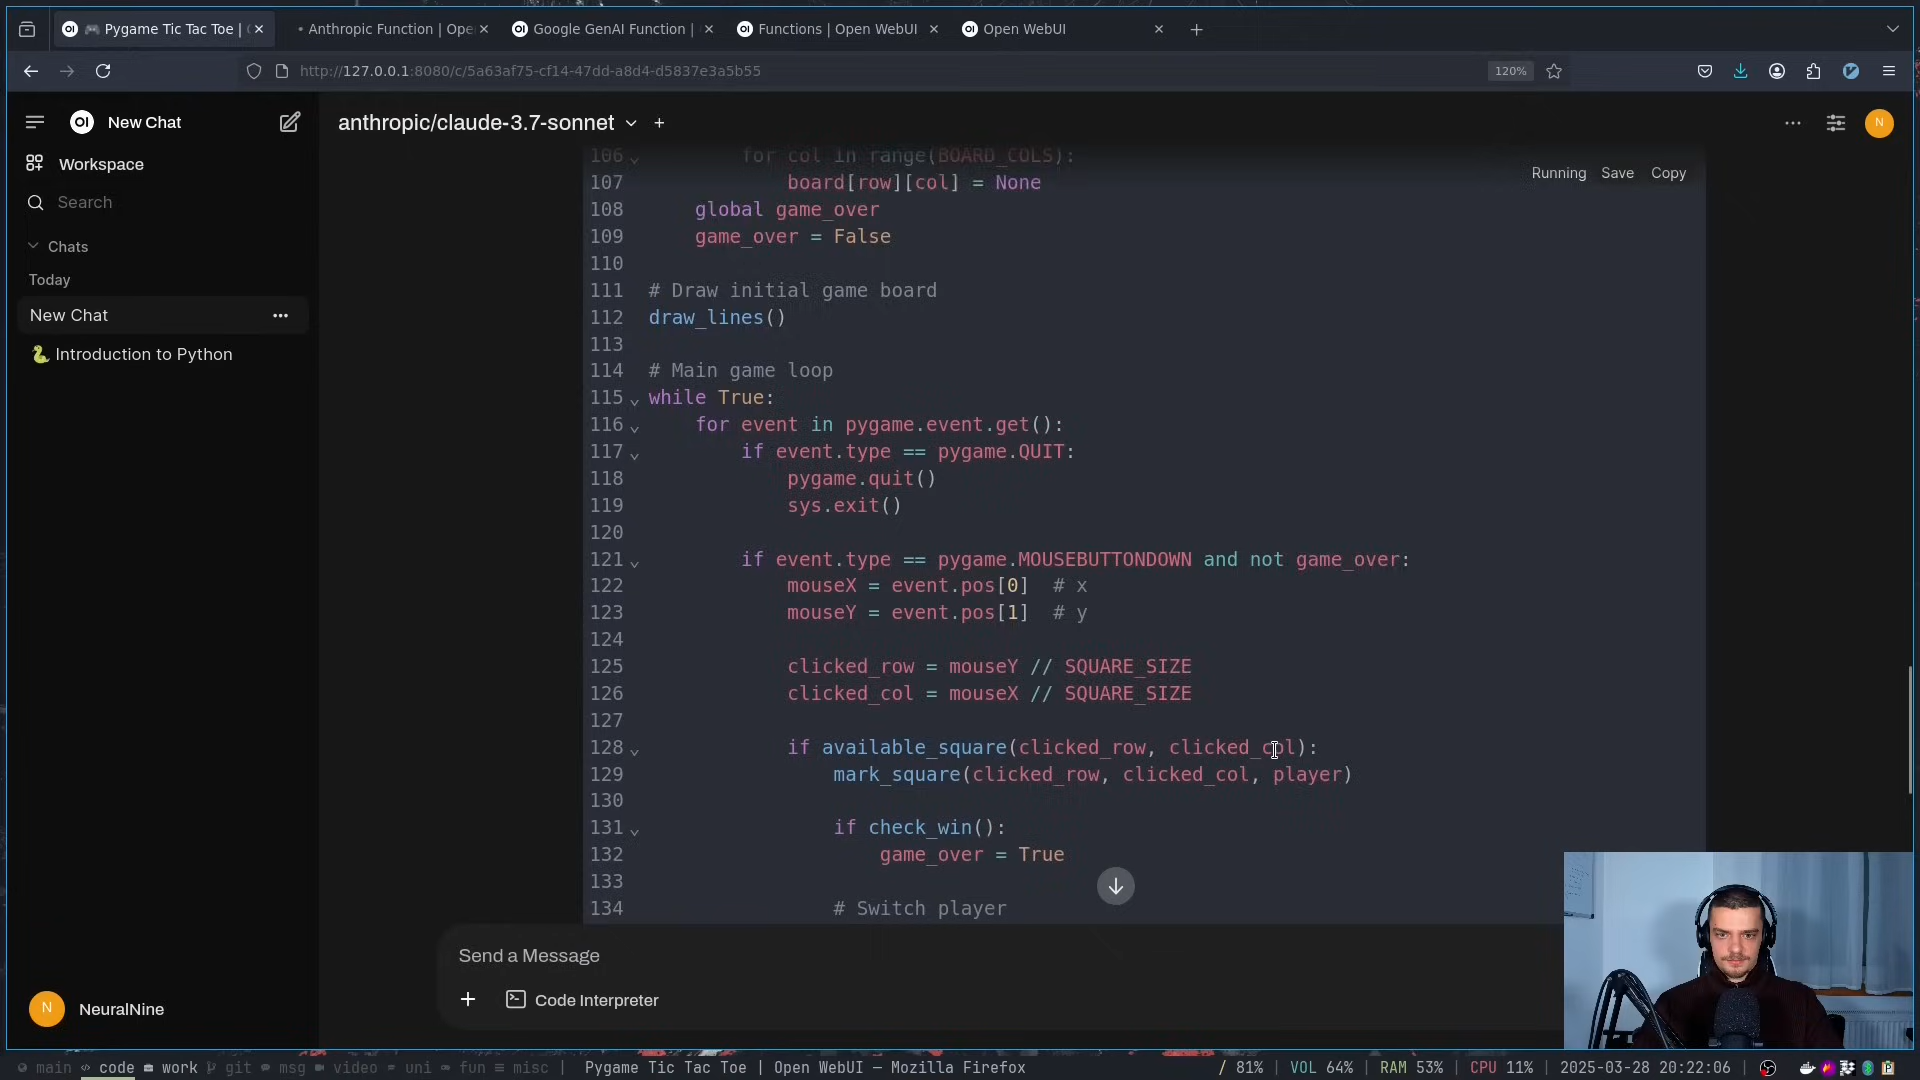 🎮 Pygame Tic Tac Toe | 
Anthropic Function | Ope
Google GenAI Function |
Functions | Open WebUI
Open WebUI
http://127.0.0.1:8080/c/5a63af75-cf14-47dd-a8d4-d5837e3a5b55
120%
OI New Chat
Workspace
Search
Chats
Today
New Chat
🐍 Introduction to Python
N NeuralNine
anthropic/claude-3.7-sonnet
N
Running Save Copy
106 for col in range(BOARD_COLS):
107 board[row][col] = None
108 global game_over
109 game_over = False
110
111 # Draw initial game board
112 draw_lines()
113
114 # Main game loop
115 while True:
116 for event in pygame.event.get():
117 if event.type == pygame.QUIT:
118 pygame.quit()
119 sys.exit()
120
121 if event.type == pygame.MOUSEBUTTONDOWN and not game_over:
122 mouseX = event.pos[0]  # x
123 mouseY = event.pos[1]  # y
124
125 clicked_row = mouseY // SQUARE_SIZE
126 clicked_col = mouseX // SQUARE_SIZE
127
128 if available_square(clicked_row, clicked_col):
129 mark_square(clicked_row, clicked_col, player)
130
131 if check_win():
132 game_over = True
133
134 # Switch player
Send a Message
Code Interpreter
main code work git msg video uni fun misc | Pygame Tic Tac Toe | Open WebUI — Mozilla Firefox
/ 81% | VOL 64% | RAM 53% | CPU 11% | 2025-03-28 20:22:06 |